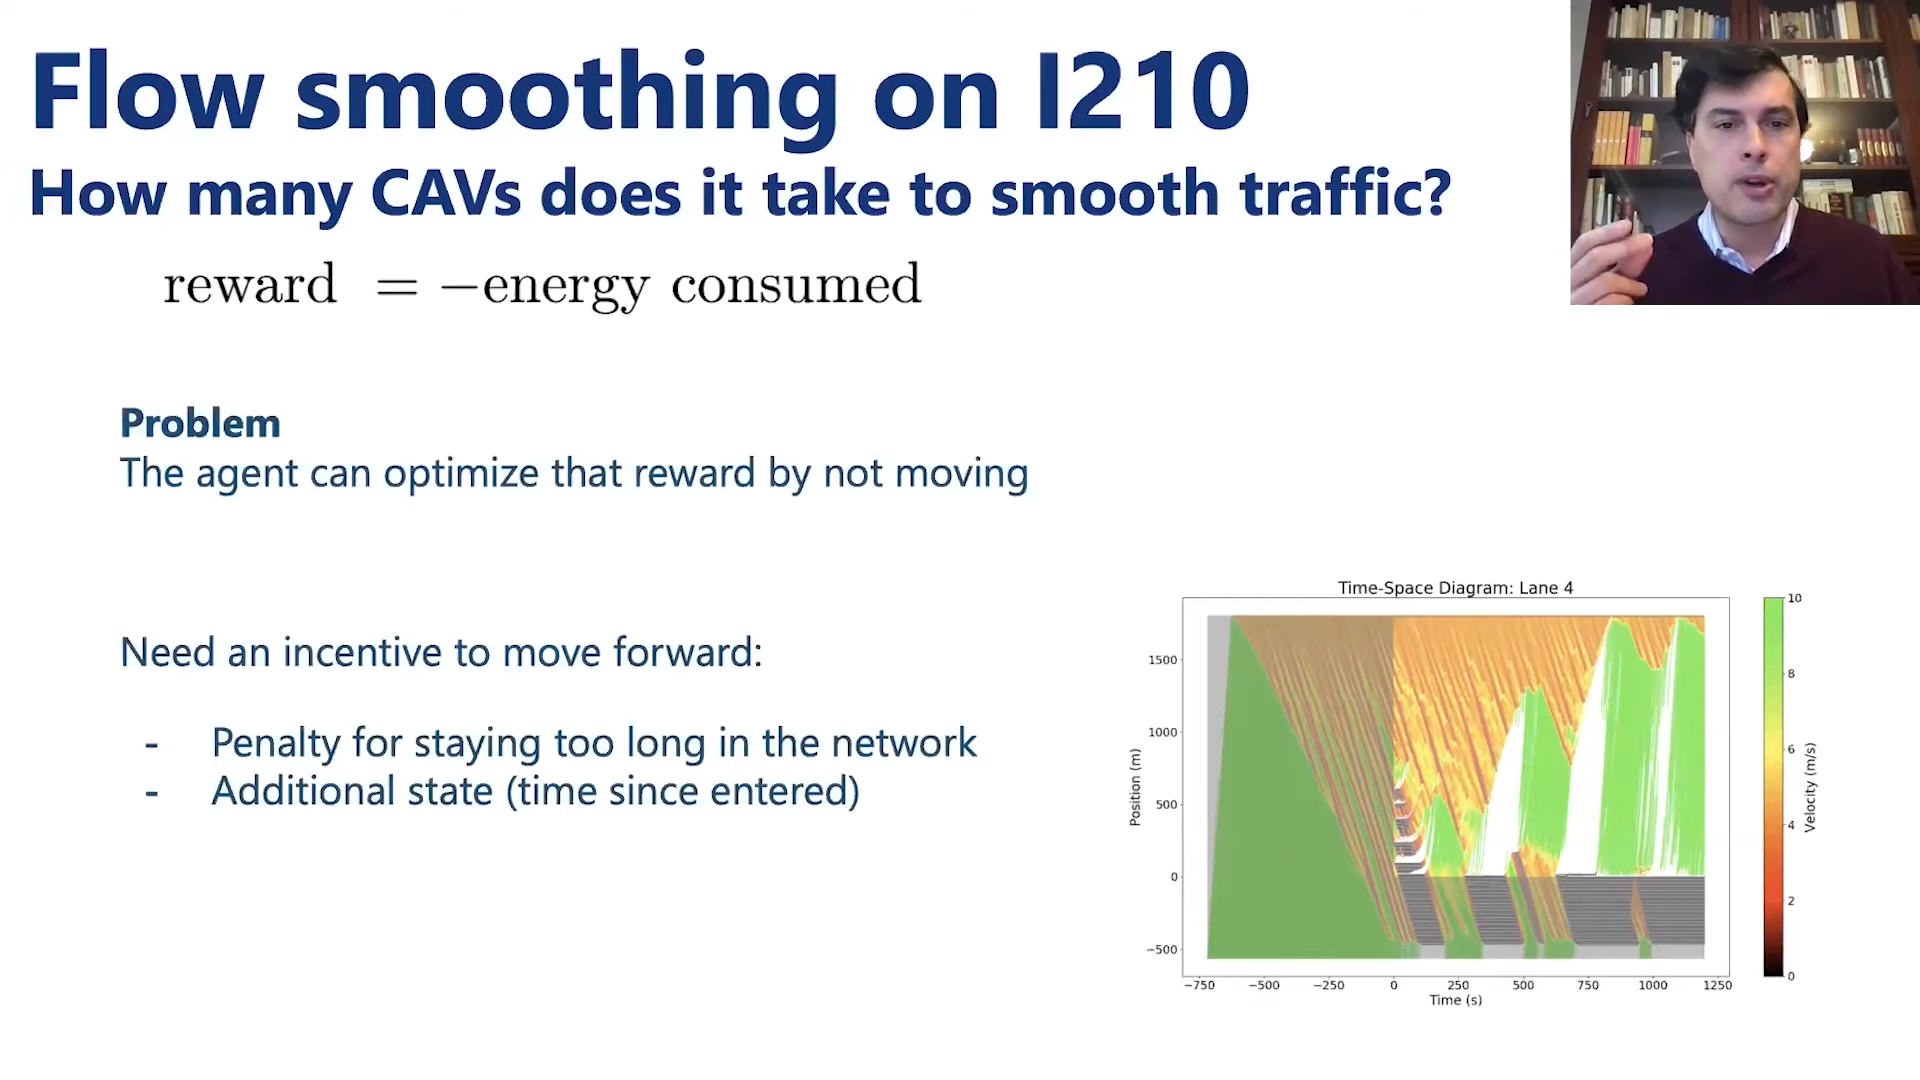 Flow smoothing on I210
How many CAVs does it take to smooth traffic?
reward = −energy consumed
Problem
The agent can optimize that reward by not moving
Need an incentive to move forward:
- Penalty for staying too long in the network
- Additional state (time since entered)
Time-Space Diagram: Lane 4
Position (m)
1500
1000
500
0
−500
−750 −500 −250 0 250 500 750 1000 1250
Time (s)
10
8
6
4
2
0
Velocity (m/s)